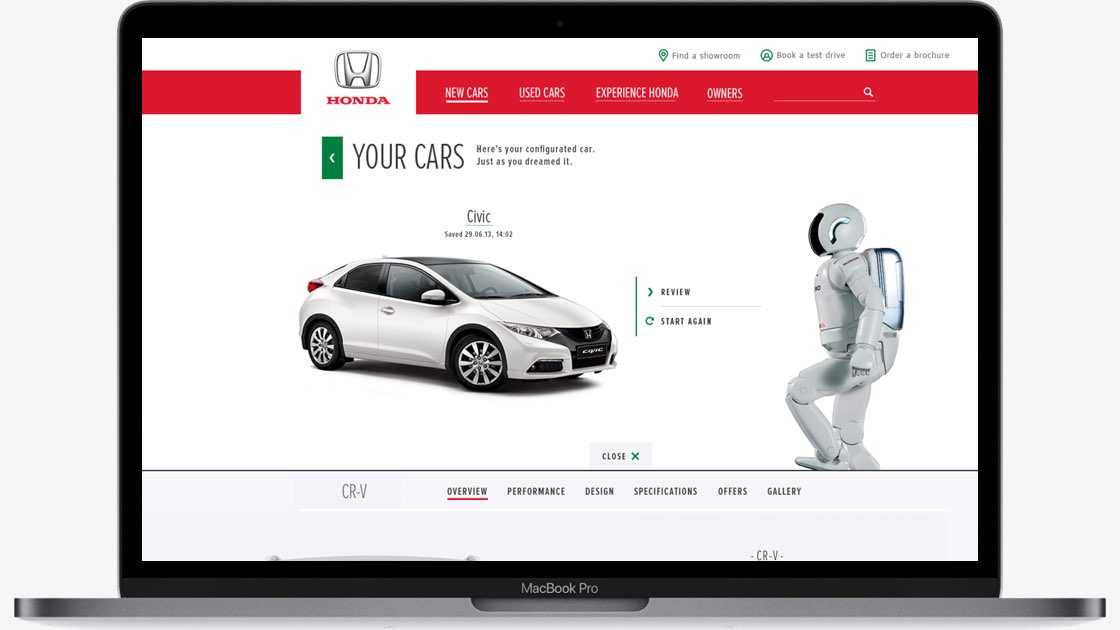 Find a showroom
Book a test drive
Order a brochure
HONDA
NEW CARS
USED CARS
EXPERIENCE HONDA
OWNERS
YOUR CARS
Here's your configurated car.
Just as you dreamed it.
Civic
Saved 29.06.13, 14:02
CIVIC
REVIEW
START AGAIN
HONDA
CLOSE
CR-V
OVERVIEW
PERFORMANCE
DESIGN
SPECIFICATIONS
OFFERS
GALLERY
- CR-V -
MacBook Pro